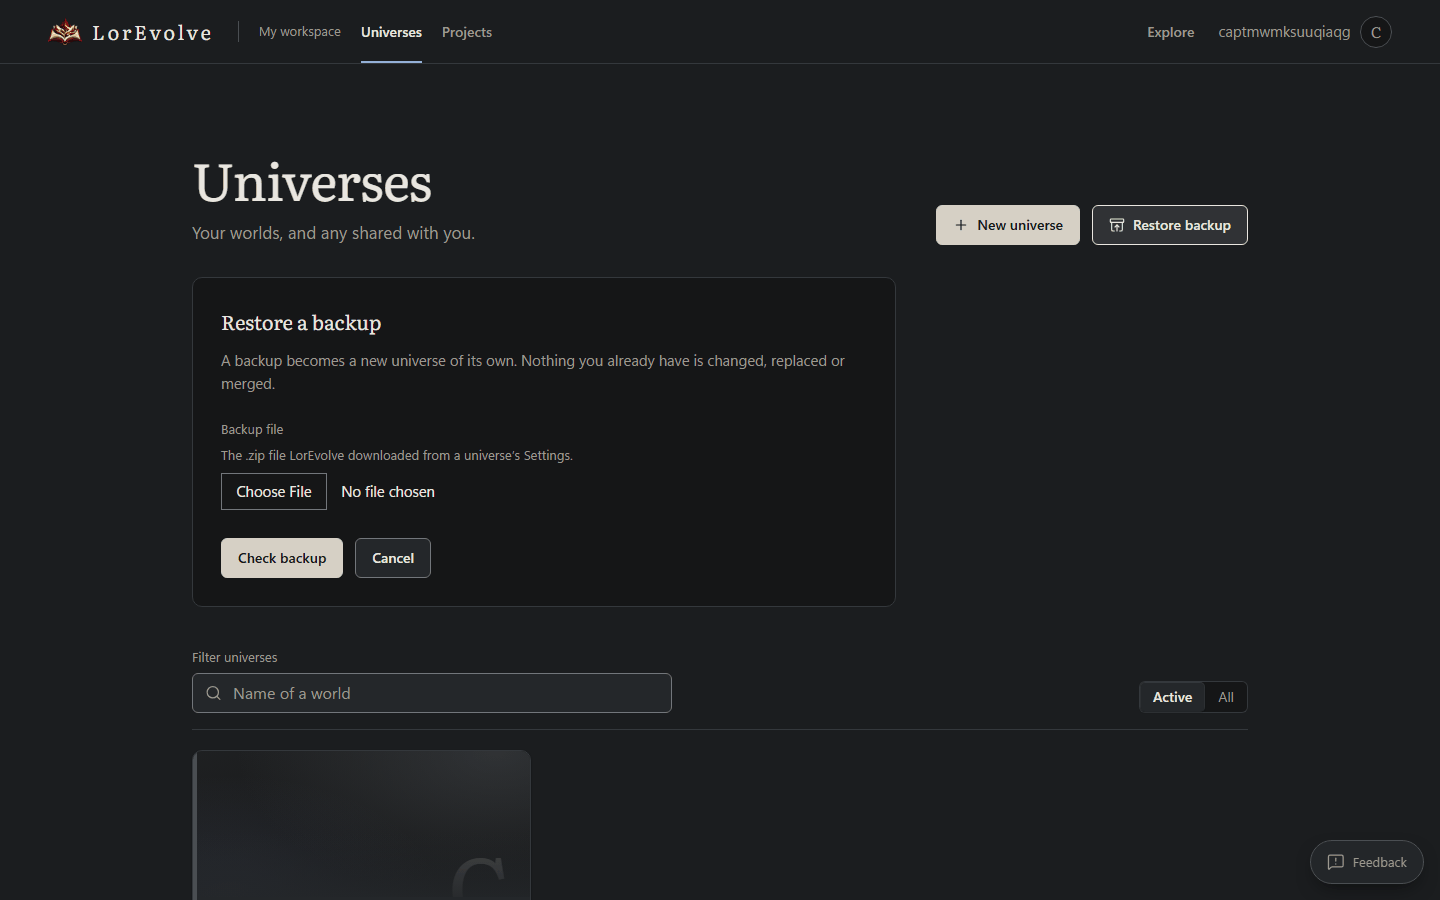 LorEvolve
My workspace
Universes
Projects
Explore
captmwmksuuqiaqg
C
Universes
Your worlds, and any shared with you.
New universe
Restore backup
Restore a backup
A backup becomes a new universe of its own. Nothing you already have is changed, replaced or
merged.
Backup file
The .zip file LorEvolve downloaded from a universe's Settings.
Choose File
No file chosen
Check backup
Cancel
Filter universes
Name of a world
Active
All
C
Feedback